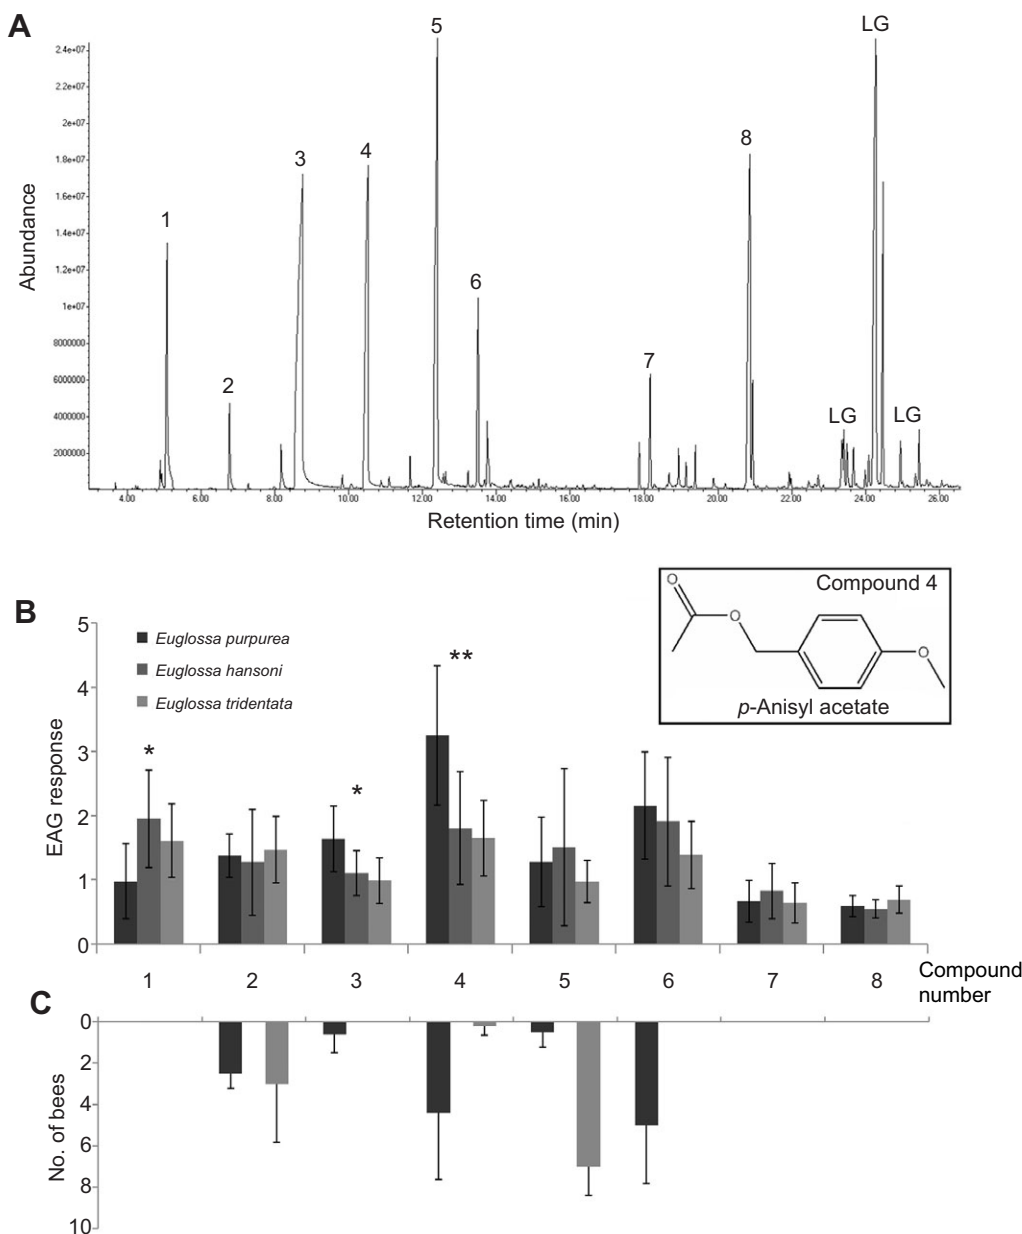 A
Abundance
2.4e+07
2.2e+07
2e+07
1.8e+07
1.6e+07
1.4e+07
1.2e+07
1e+07
8000000
6000000
4000000
2000000
1
2
3
4
5
6
7
8
LG
LG
LG
4.00 6.00 8.00 10.00 12.00 14.00 16.00 18.00 20.00 22.00 24.00 26.00
Retention time (min)
B
EAG response
5
4
3
2
1
0
Euglossa purpurea
Euglossa hansoni
Euglossa tridentata
*
*
**
Compound 4
O
O
O
p-Anisyl acetate
1 2 3 4 5 6 7 8
Compound
number
C
No. of bees
0
2
4
6
8
10